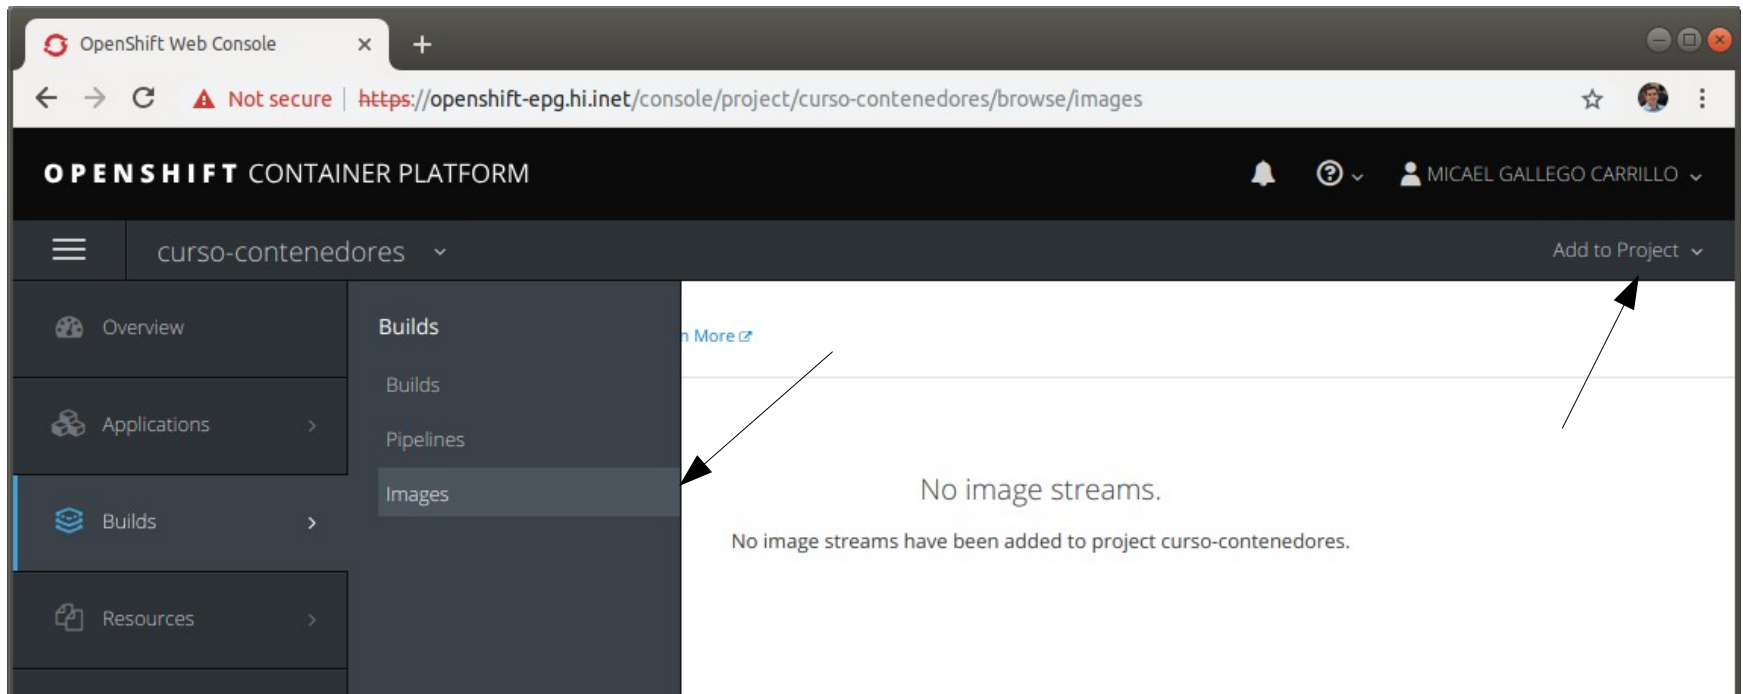 OpenShift Web Console
Not secure https://openshift-epg.hi.inet/console/project/curso-contenedores/browse/images
OPENSHIFT CONTAINER PLATFORM
MICAEL GALLEGO CARRILLO
curso-contenedores
Add to Project
Overview
Applications
Builds
Resources
Builds
Builds
Pipelines
Images
n More
No image streams.
No image streams have been added to project curso-contenedores.